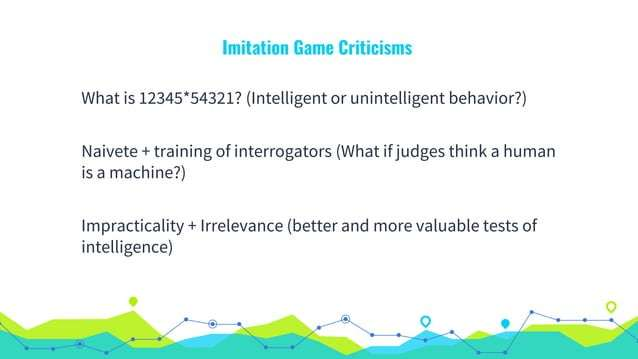 Imitation Game Criticisms
What is 12345*54321? (Intelligent or unintelligent behavior?)
Naivete + training of interrogators (What if judges think a human
is a machine?)
Impracticality + Irrelevance (better and more valuable tests of
intelligence)